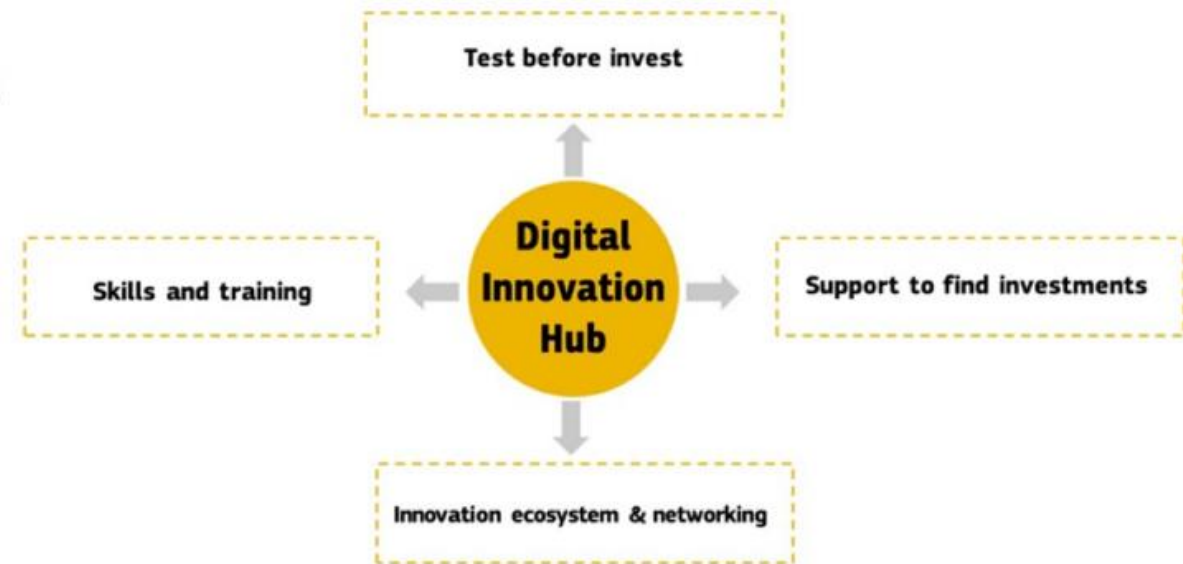 Test before invest
Digital
Innovation
Hub
Skills and training
Support to find investments
Innovation ecosystem & networking